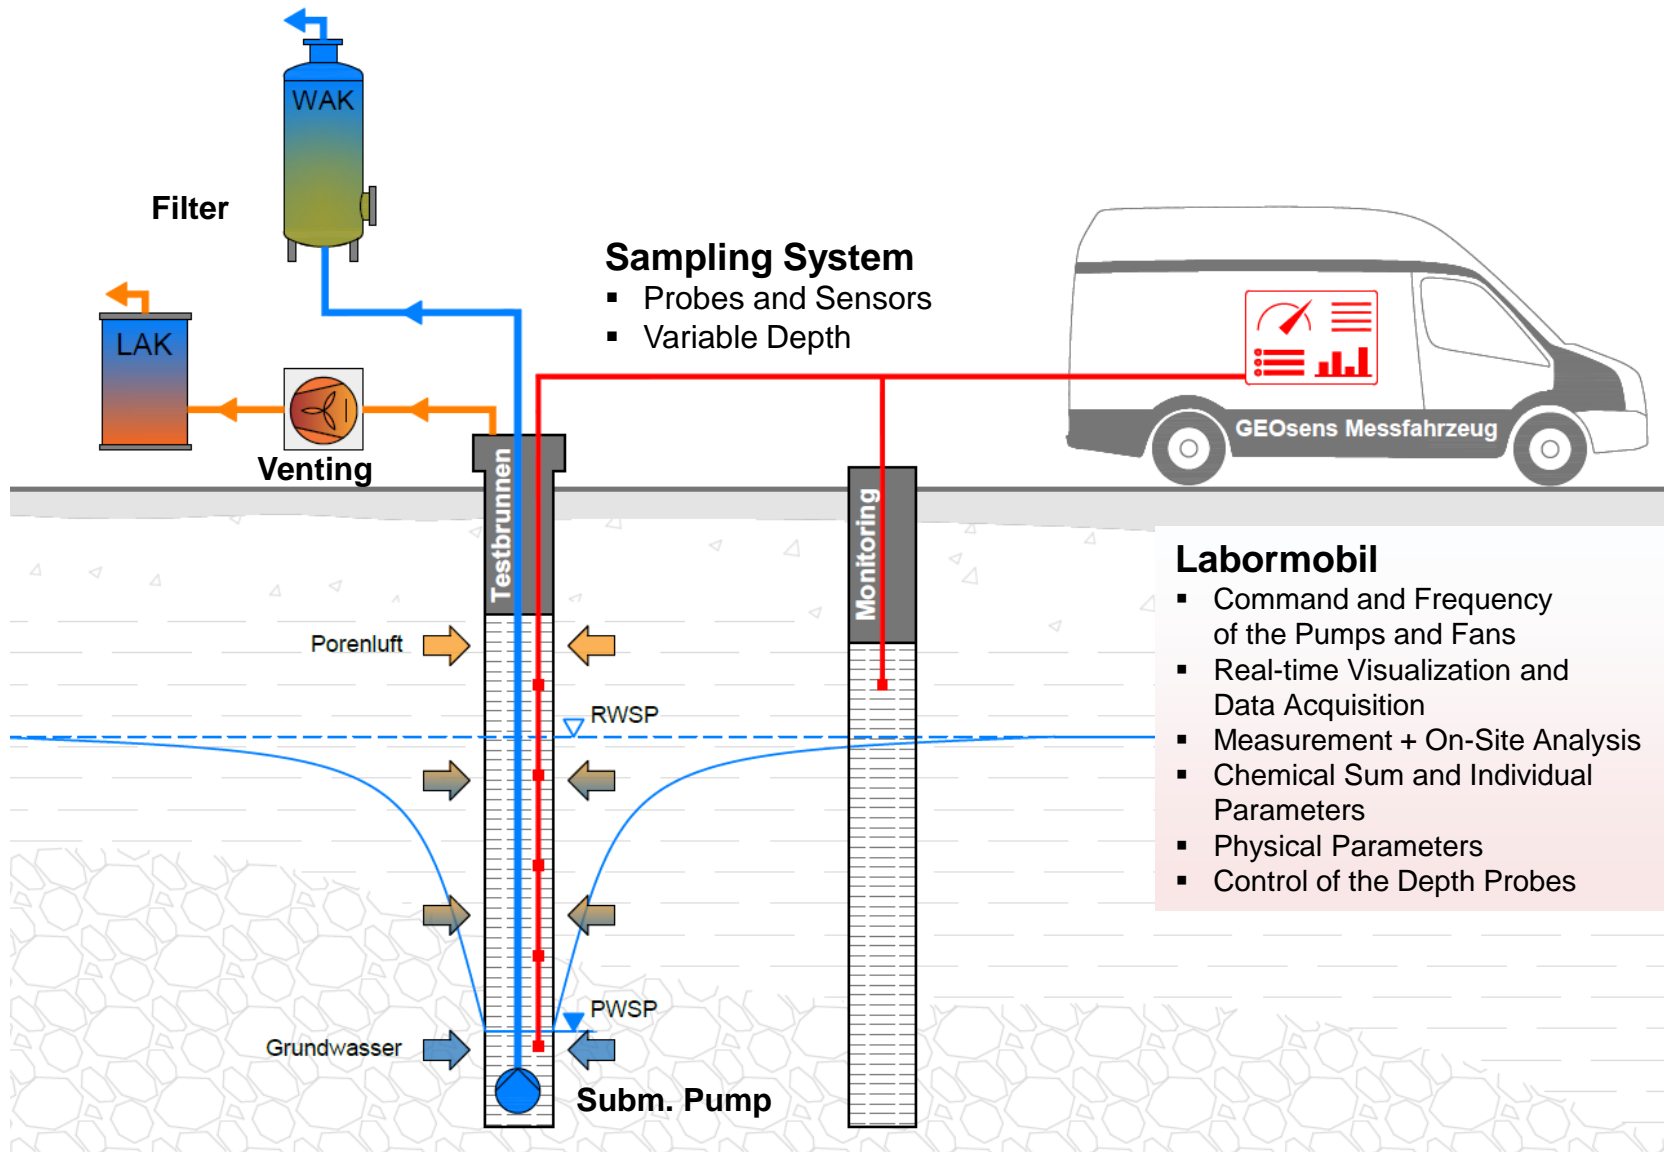 WAK
Filter
LAK
Venting
Sampling System
▪ Probes and Sensors
▪ Variable Depth
GEOsens Messfahrzeug
Testbrunnen
Monitoring
Porenluft
RWSP
PWSP
Grundwasser
Subm. Pump
Labormobil
▪ Command and Frequency
of the Pumps and Fans
▪ Real-time Visualization and
Data Acquisition
▪ Measurement + On-Site Analysis
▪ Chemical Sum and Individual
Parameters
▪ Physical Parameters
▪ Control of the Depth Probes